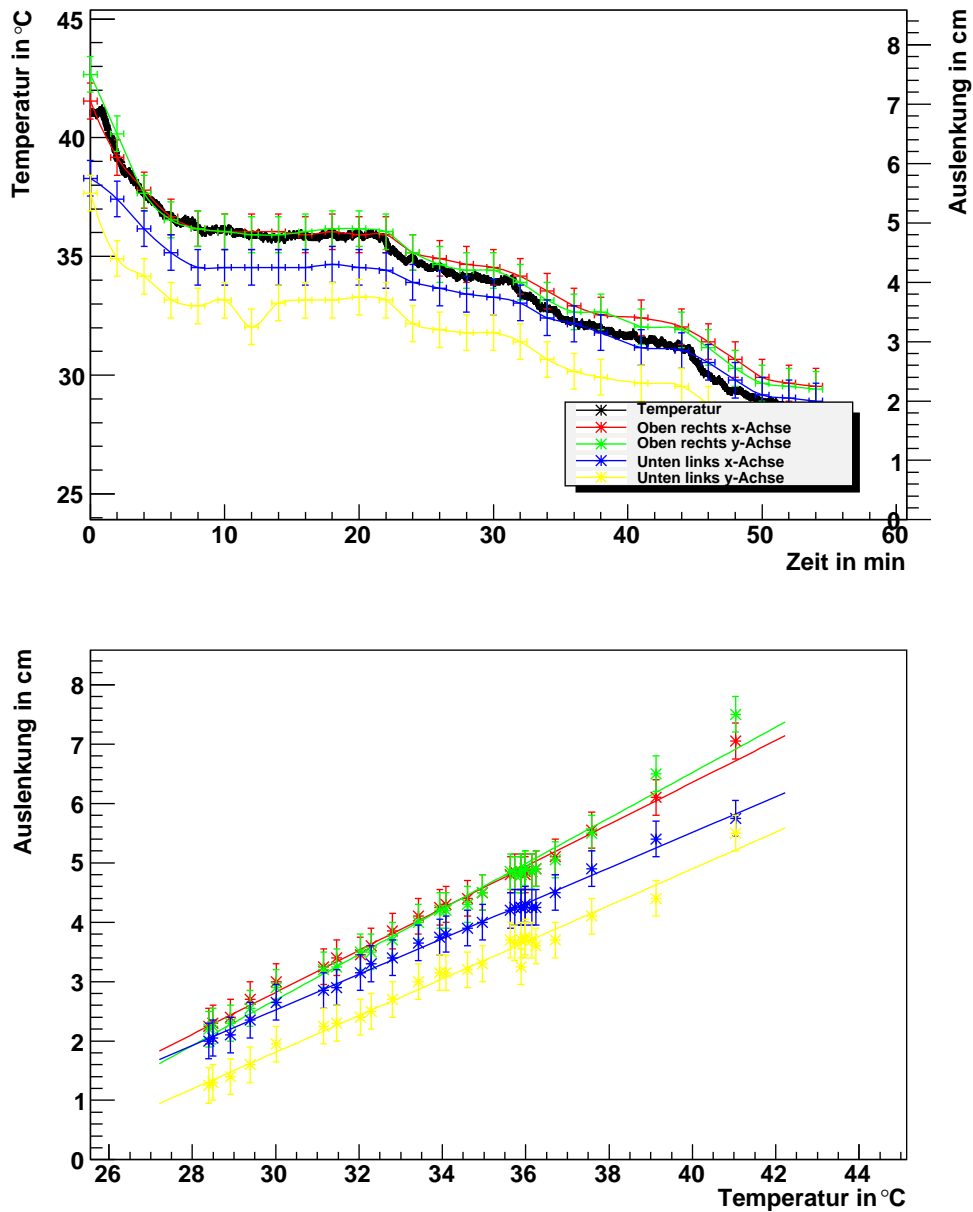 Temperatur in °C
45
40
35
30
25
Auslenkung in cm
8
7
6
5
4
3
2
1
0
Temperatur
Oben rechts x-Achse
Oben rechts y-Achse
Unten links x-Achse
Unten links y-Achse
0 10 20 30 40 50 60
Zeit in min
Auslenkung in cm
8
7
6
5
4
3
2
1
0
26 28 30 32 34 36 38 40 42 44
Temperatur in °C